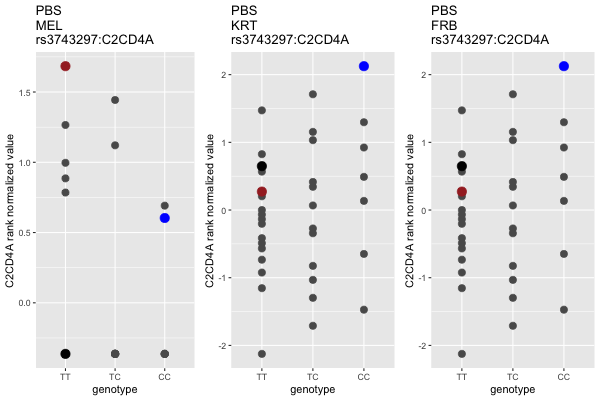 PBS
MEL
rs3743297:C2CD4A
C2CD4A rank normalized value
1.5
1.0
0.5
0.0
TT TC CC
genotype
PBS
KRT
rs3743297:C2CD4A
C2CD4A rank normalized value
2
1
0
-1
-2
TT TC CC
genotype
PBS
FRB
rs3743297:C2CD4A
C2CD4A rank normalized value
2
1
0
-1
-2
TT TC CC
genotype